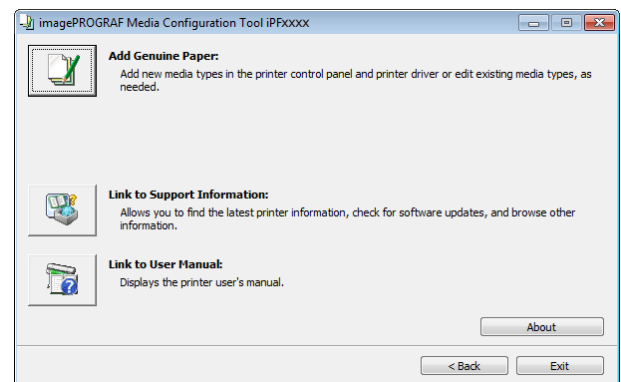 imagePROGRAF Media Configuration Tool iPFxxxx
Add Genuine Paper:
Add new media types in the printer control panel and printer driver or edit existing media types, as
needed.
Link to Support Information:
Allows you to find the latest printer information, check for software updates, and browse other
information.
Link to User Manual:
Displays the printer user's manual.
About
< Back
Exit